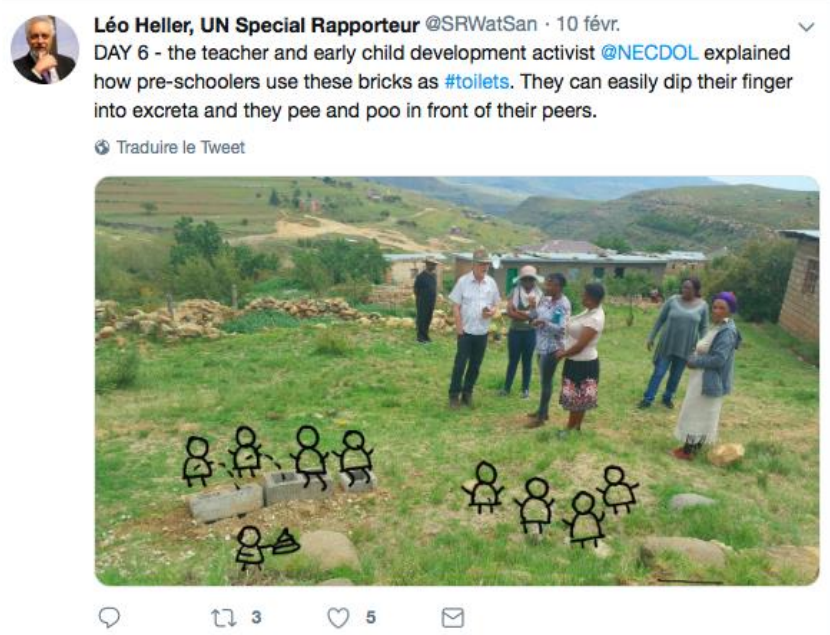 Léo Heller, UN Special Rapporteur @SRWatSan · 10 févr.
DAY 6 - the teacher and early child development activist @NECDOL explained
how pre-schoolers use these bricks as #toilets. They can easily dip their finger
into excreta and they pee and poo in front of their peers.
Traduire le Tweet
3 5